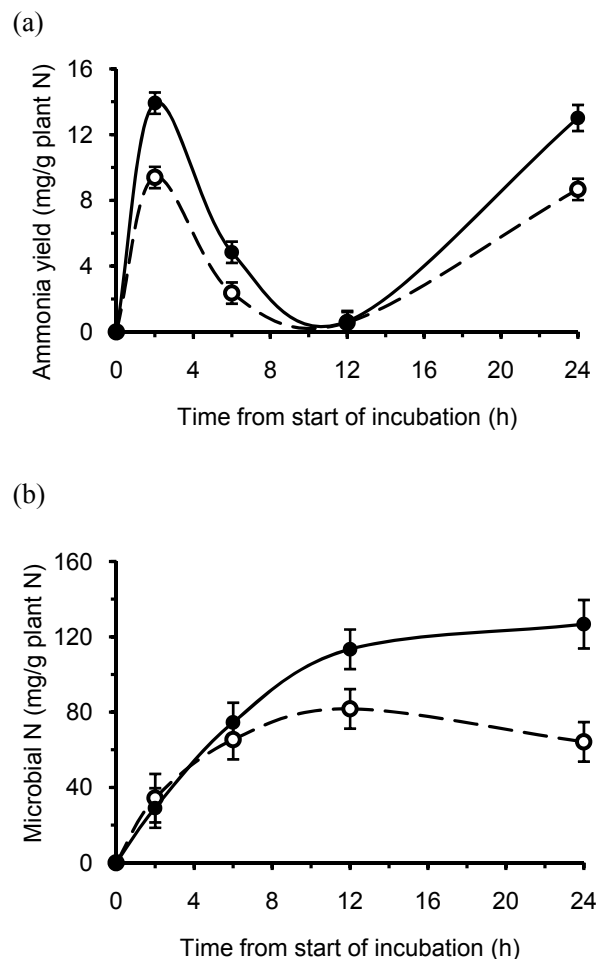 (a)
Ammonia yield (mg/g plant N)
16
12
8
4
0
0 4 8 12 16 20 24
Time from start of incubation (h)
(b)
Microbial N (mg/g plant N)
160
120
80
40
0
0 4 8 12 16 20 24
Time from start of incubation (h)